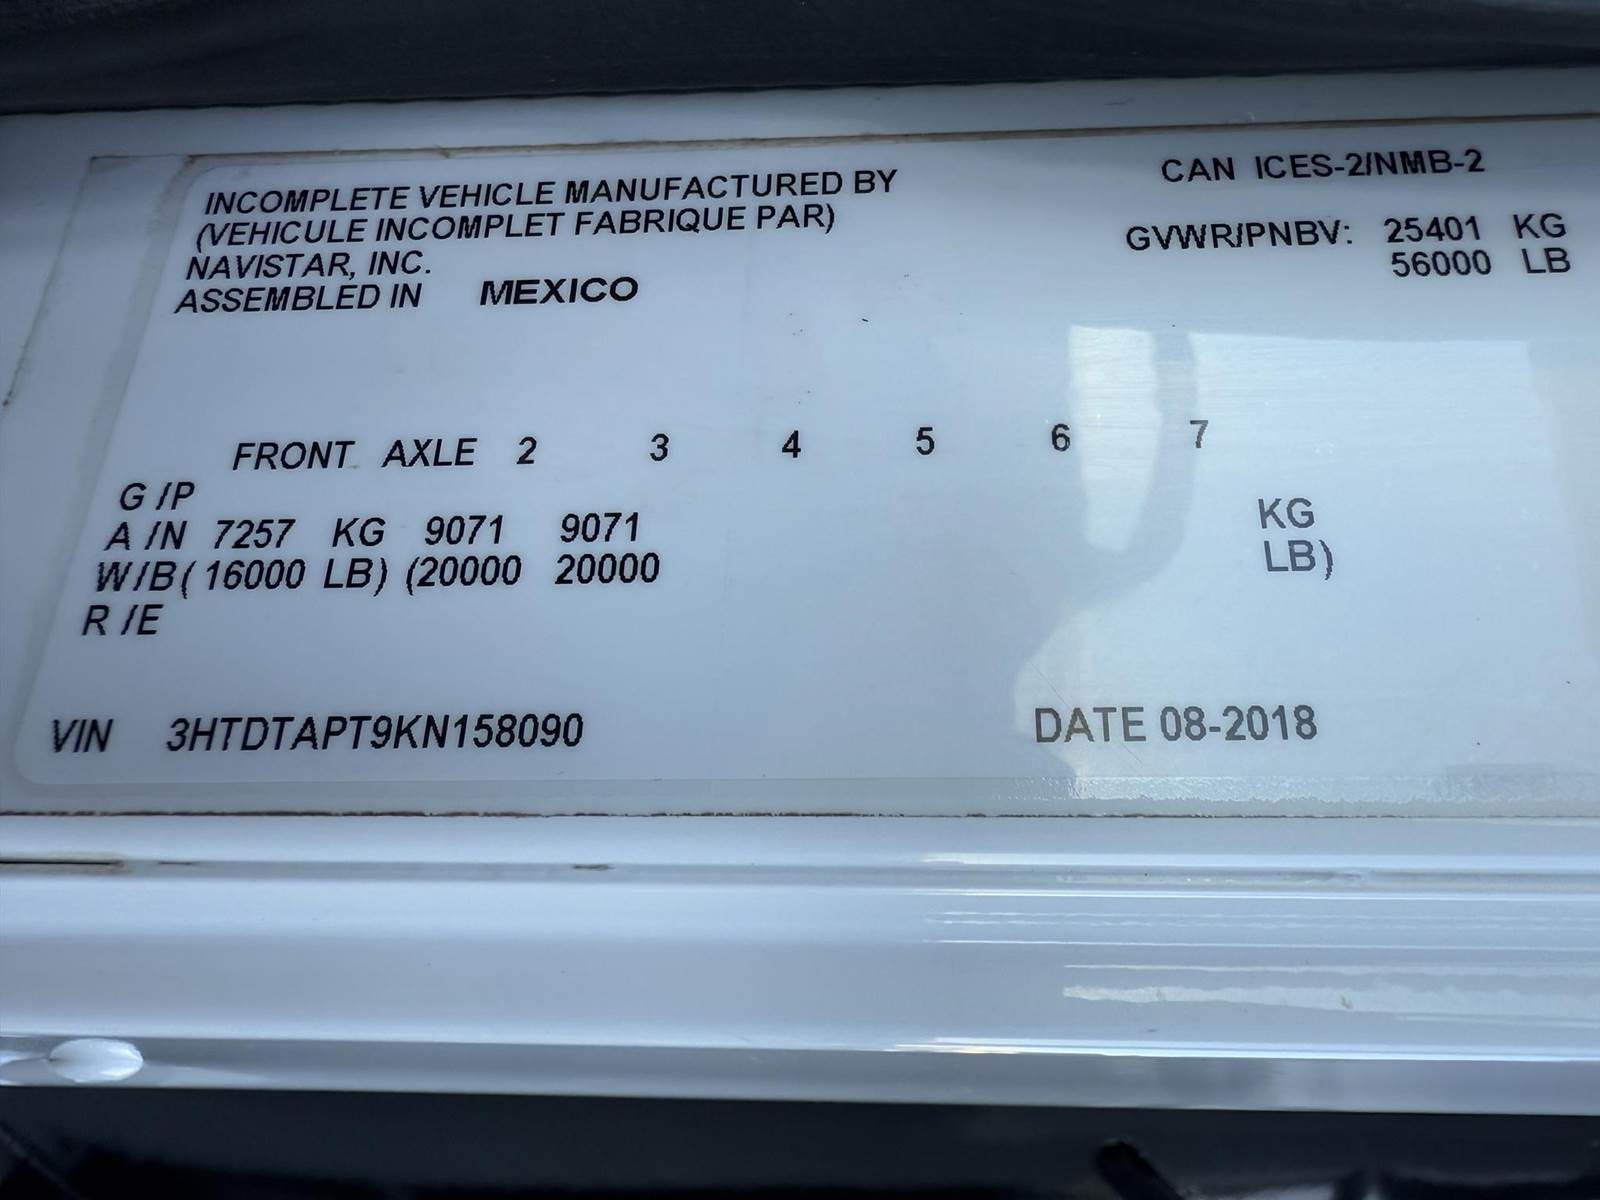 INCOMPLETE VEHICLE MANUFACTURED BY
(VEHICULE INCOMPLET FABRIQUE PAR)
NAVISTAR, INC.
ASSEMBLED IN MEXICO
CAN ICES-2/NMB-2
GVWR/PNBV: 25401 KG
56000 LB
FRONT AXLE 2 3 4 5 6 7
G /P
A /N 7257 KG 9071 9071 KG
W/B( 16000 LB) (20000 20000 LB)
R /E
VIN 3HTDTAPT9KN158090
DATE 08-2018